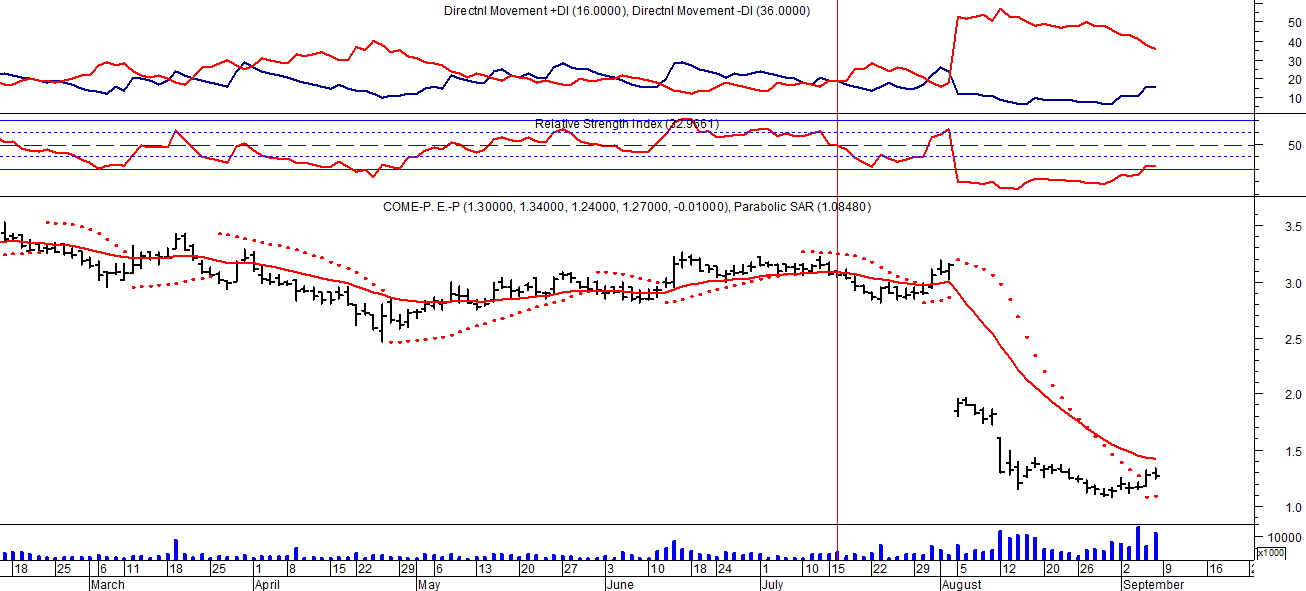 Directnl Movement +DI (16.0000), Directnl Movement -DI (36.0000)
50
40
30
20
10
Relative Strength Index (32.9661)
50
COME-P. E.-P (1.30000, 1.34000, 1.24000, 1.27000, -0.01000), Parabolic SAR (1.08480)
3.5
3.0
2.5
2.0
1.5
1.0
10000
x1000
18 25 6 11 18 25 1 8 15 22 29 6 13 20 27 3 10 18 24 1 10 15 22 29 5 12 20 26 2 9 16
March April May June July August September